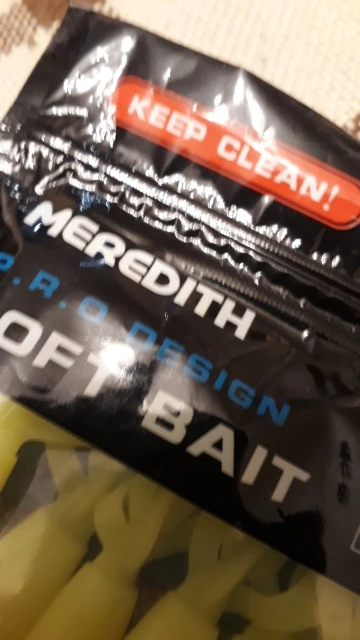 KEEP CLEAN!
MEREDITH
P.R.O DESIGN
OFT BAIT